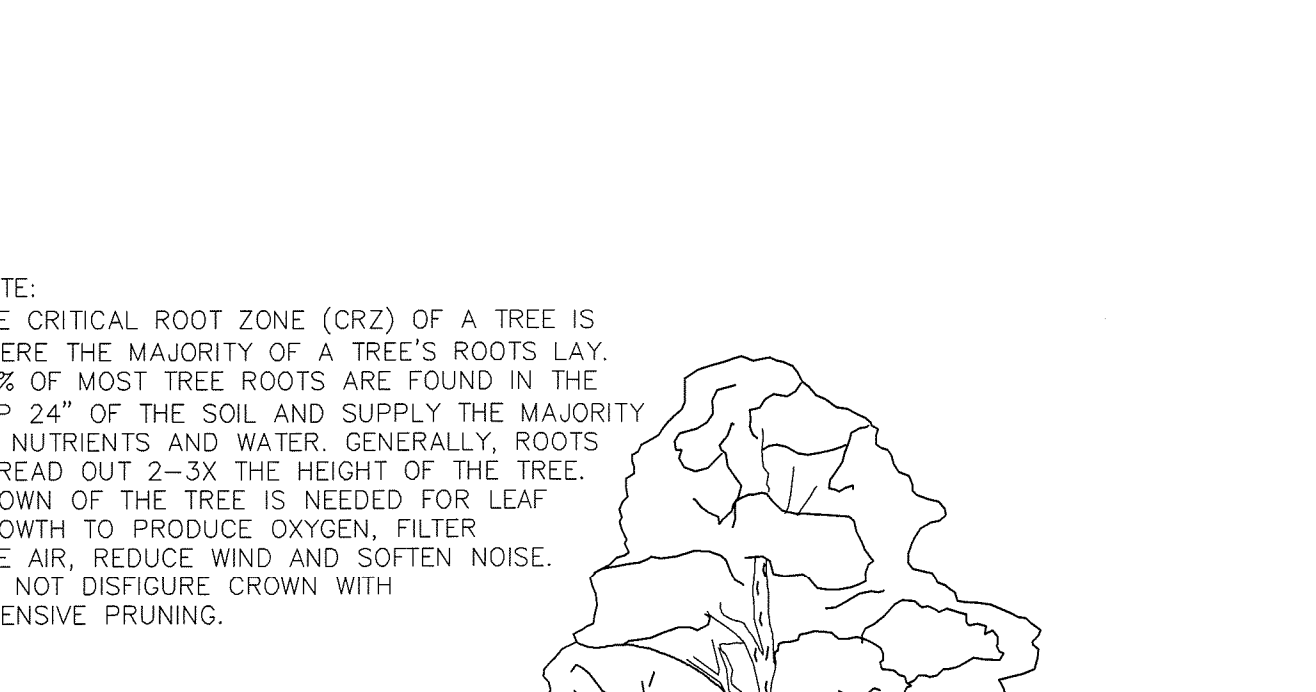 TE:
E CRITICAL ROOT ZONE (CRZ) OF A TREE IS
ERE THE MAJORITY OF A TREE'S ROOTS LAY.
% OF MOST TREE ROOTS ARE FOUND IN THE
P 24" OF THE SOIL AND SUPPLY THE MAJORITY
NUTRIENTS AND WATER. GENERALLY, ROOTS
READ OUT 2–3X THE HEIGHT OF THE TREE.
OWN OF THE TREE IS NEEDED FOR LEAF
OWTH TO PRODUCE OXYGEN, FILTER
E AIR, REDUCE WIND AND SOFTEN NOISE.
NOT DISFIGURE CROWN WITH
ENSIVE PRUNING.